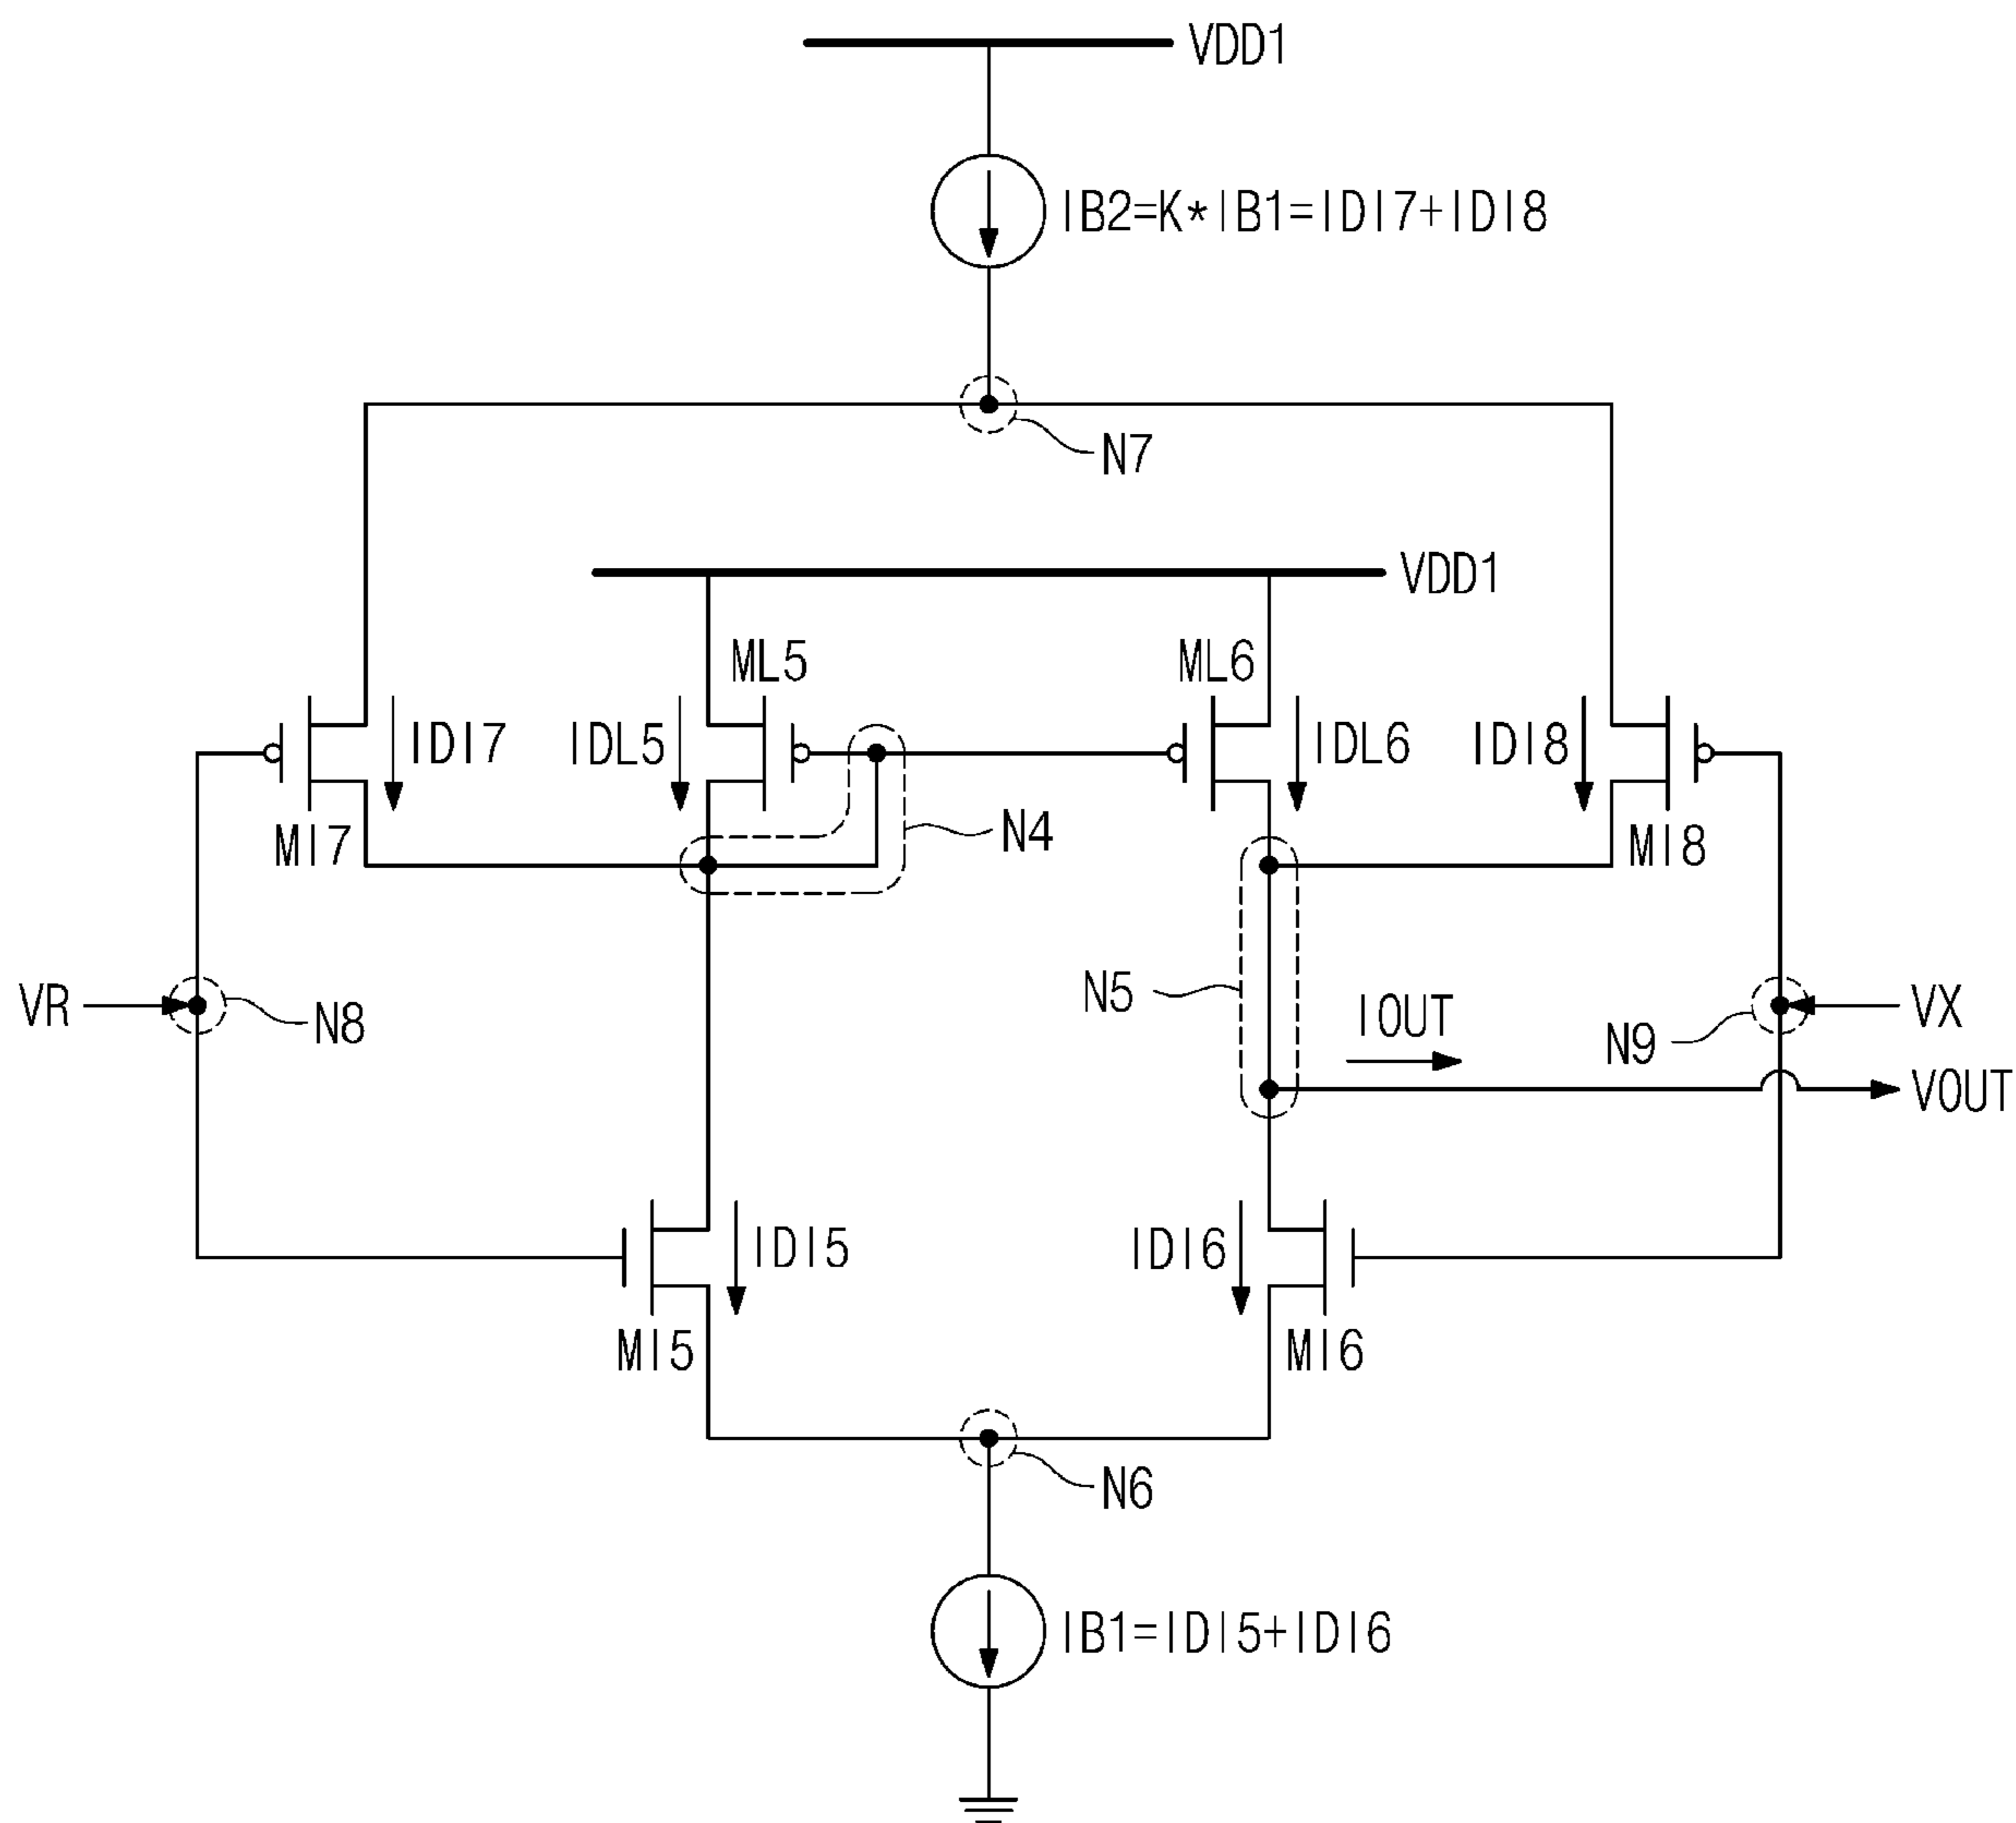 VDD1
IB2=K*IB1=IDI7+IDI8
N7
VDD1
ML5
ML6
IDI7
IDL5
IDL6
IDI8
MI7
N4
MI8
VR
N8
N5
IOUT
N9
VX
VOUT
IDI5
IDI6
MI5
MI6
N6
IB1=IDI5+IDI6